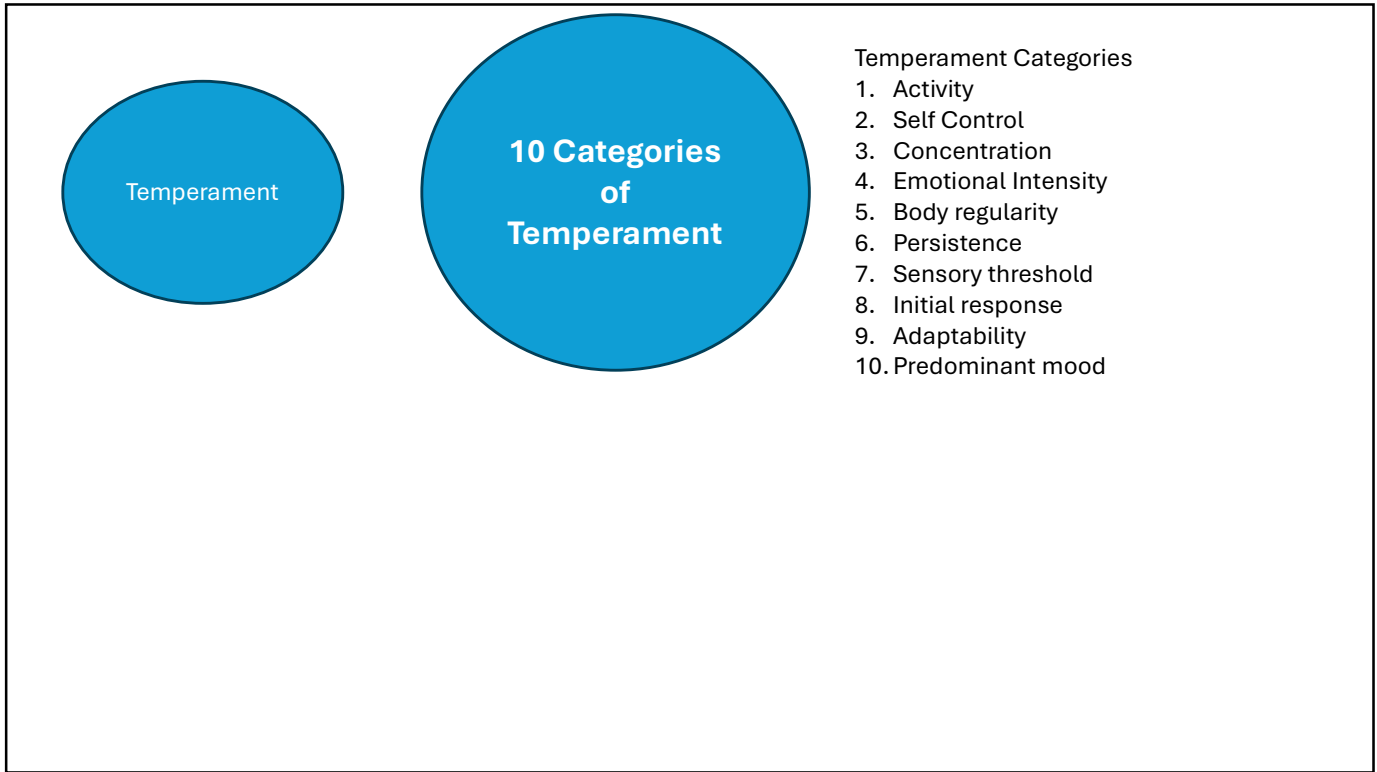 Temperament
10 Categories
of
Temperament
Temperament Categories
1. Activity
2. Self Control
3. Concentration
4. Emotional Intensity
5. Body regularity
6. Persistence
7. Sensory threshold
8. Initial response
9. Adaptability
10. Predominant mood